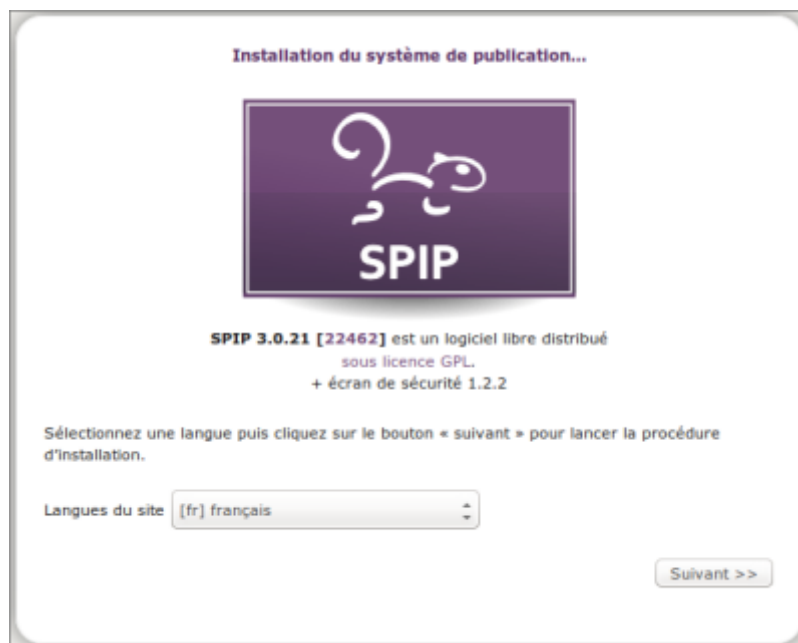 Installation du système de publication...
SPIP
SPIP 3.0.21 [22462] est un logiciel libre distribué
sous licence GPL.
+ écran de sécurité 1.2.2
Sélectionnez une langue puis cliquez sur le bouton « suivant » pour lancer la procédure
d'installation.
Langues du site [fr] français
Suivant >>